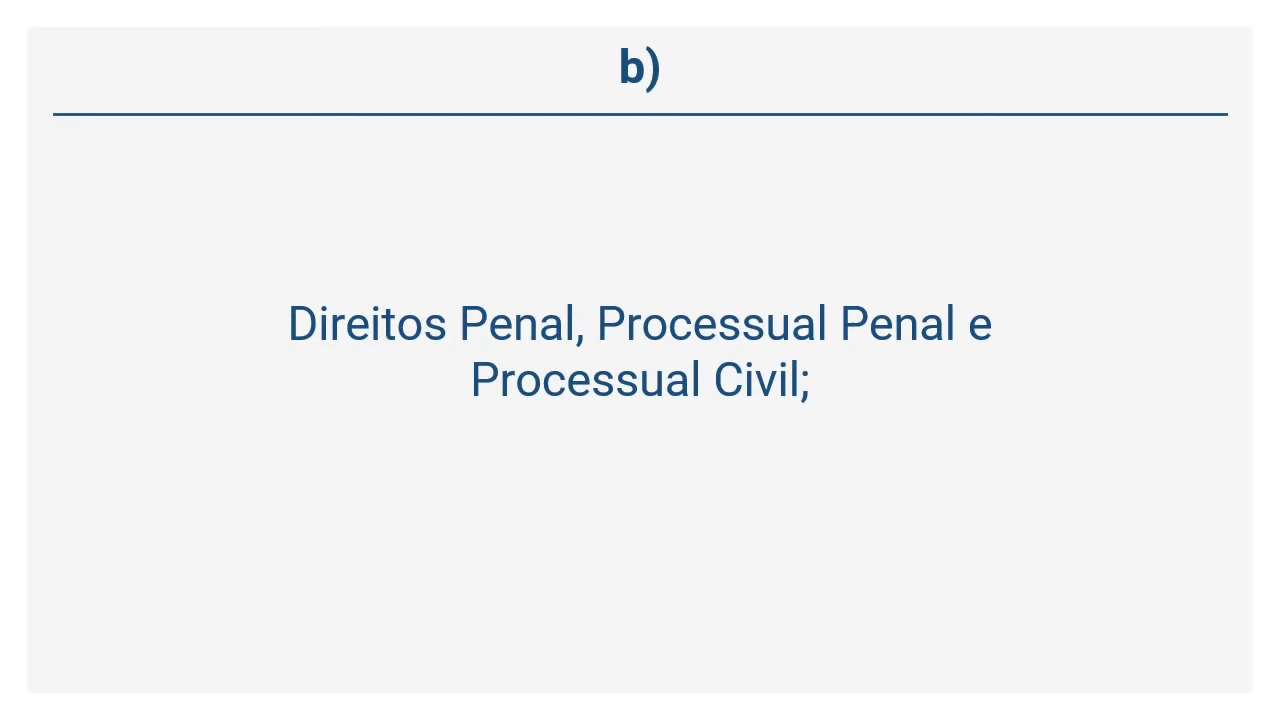 b)
Direitos Penal, Processual Penal e
Processual Civil;